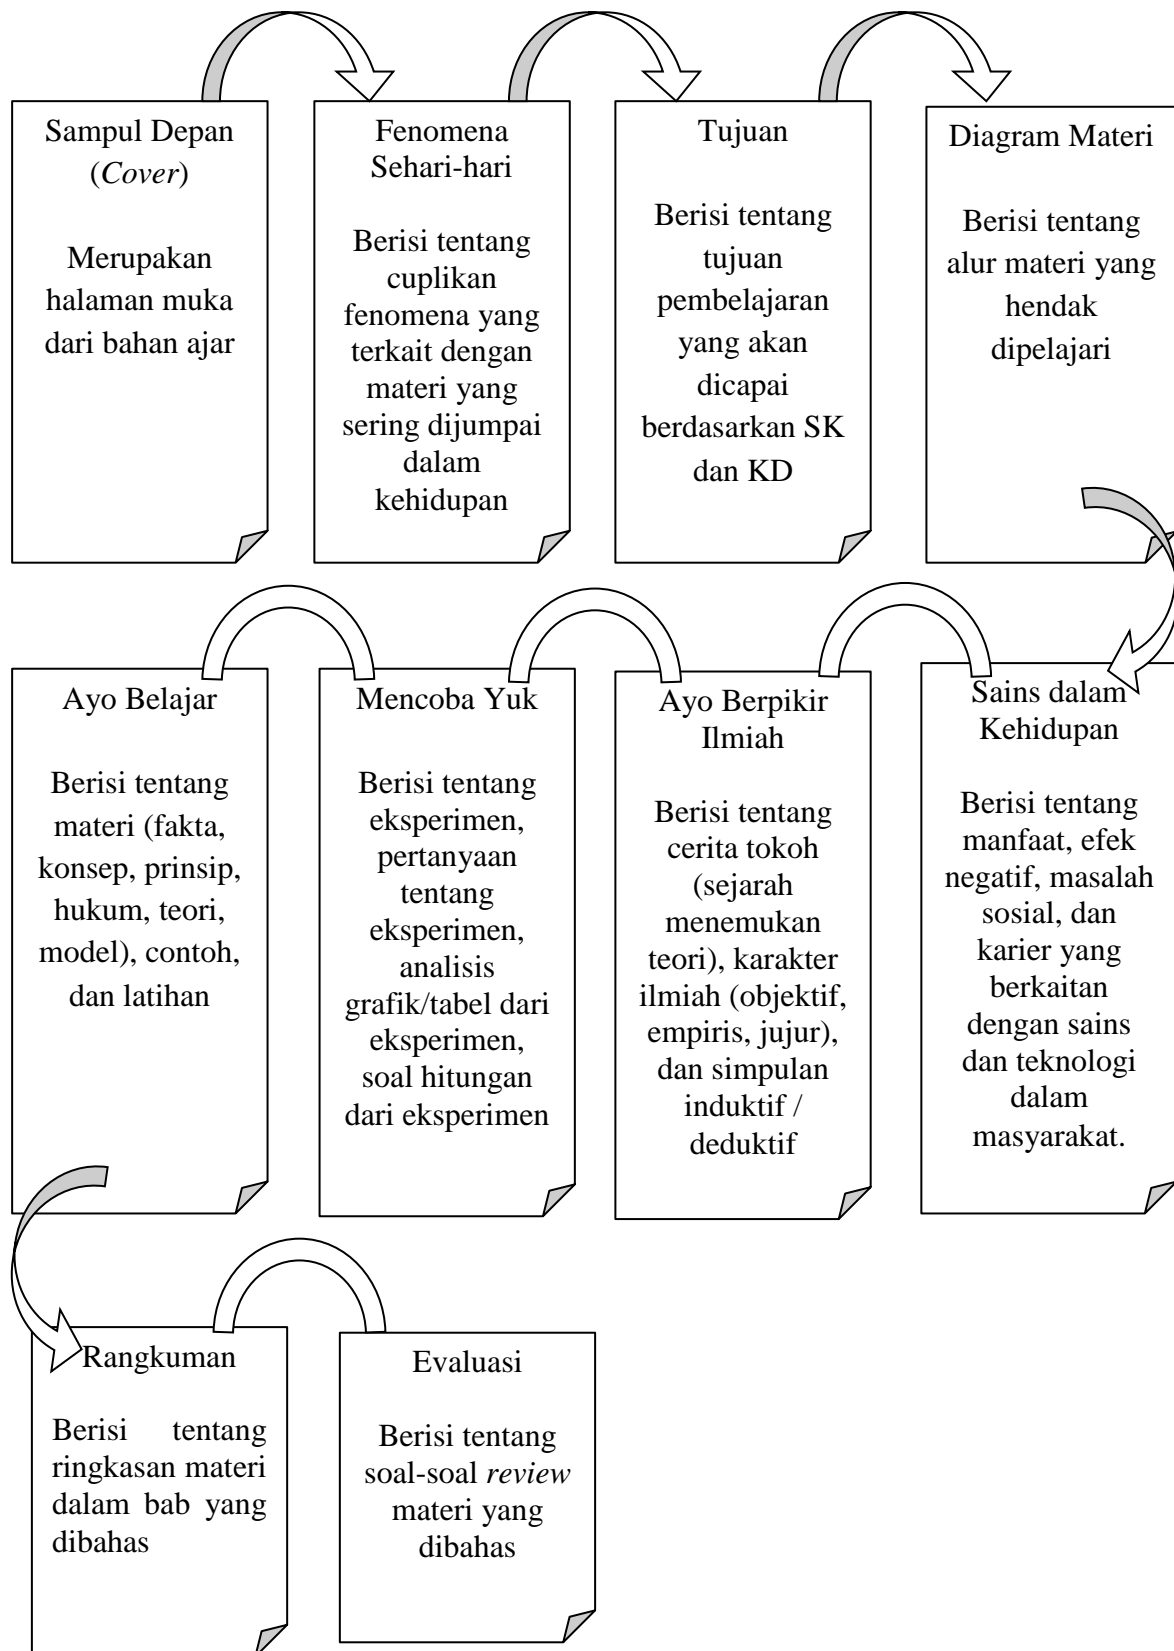 Sampul Depan
(Cover)
Merupakan
halaman muka
dari bahan ajar
Fenomena
Sehari-hari
Berisi tentang
cuplikan
fenomena yang
terkait dengan
materi yang
sering dijumpai
dalam
kehidupan
Tujuan
Berisi tentang
tujuan
pembelajaran
yang akan
dicapai
berdasarkan SK
dan KD
Diagram Materi
Berisi tentang
alur materi yang
hendak
dipelajari
Sains dalam
Kehidupan
Berisi tentang
manfaat, efek
negatif, masalah
sosial, dan
karier yang
berkaitan
dengan sains
dan teknologi
dalam
masyarakat.
Ayo Berpikir
Ilmiah
Berisi tentang
cerita tokoh
(sejarah
menemukan
teori), karakter
ilmiah (objektif,
empiris, jujur),
dan simpulan
induktif /
deduktif
Mencoba Yuk
Berisi tentang
eksperimen,
pertanyaan
tentang
eksperimen,
analisis
grafik/tabel dari
eksperimen,
soal hitungan
dari eksperimen
Ayo Belajar
Berisi tentang
materi (fakta,
konsep, prinsip,
hukum, teori,
model), contoh,
dan latihan
Rangkuman
Berisi tentang
ringkasan materi
dalam bab yang
dibahas
Evaluasi
Berisi tentang
soal-soal review
materi yang
dibahas